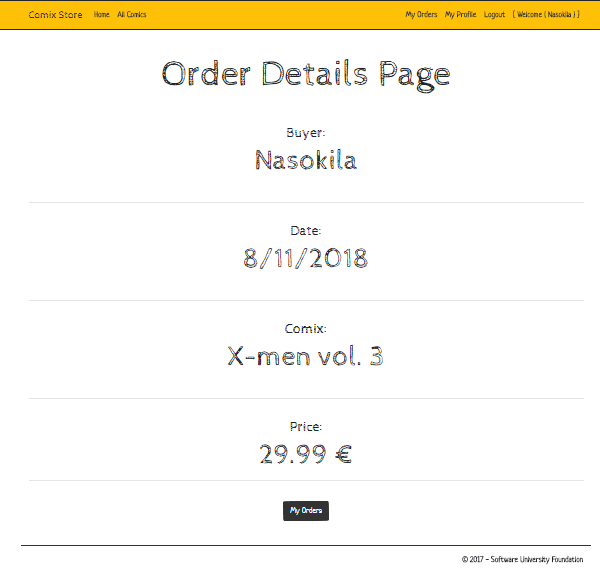 Comix Store Home All Comics My Orders My Profile Logout [ Welcome ( Nasokila ) ]
Order Details Page
Buyer:
Nasokila
Date:
8/11/2018
Comix:
X-men vol. 3
Price:
29.99 €
My Orders
© 2017 - Software University Foundation